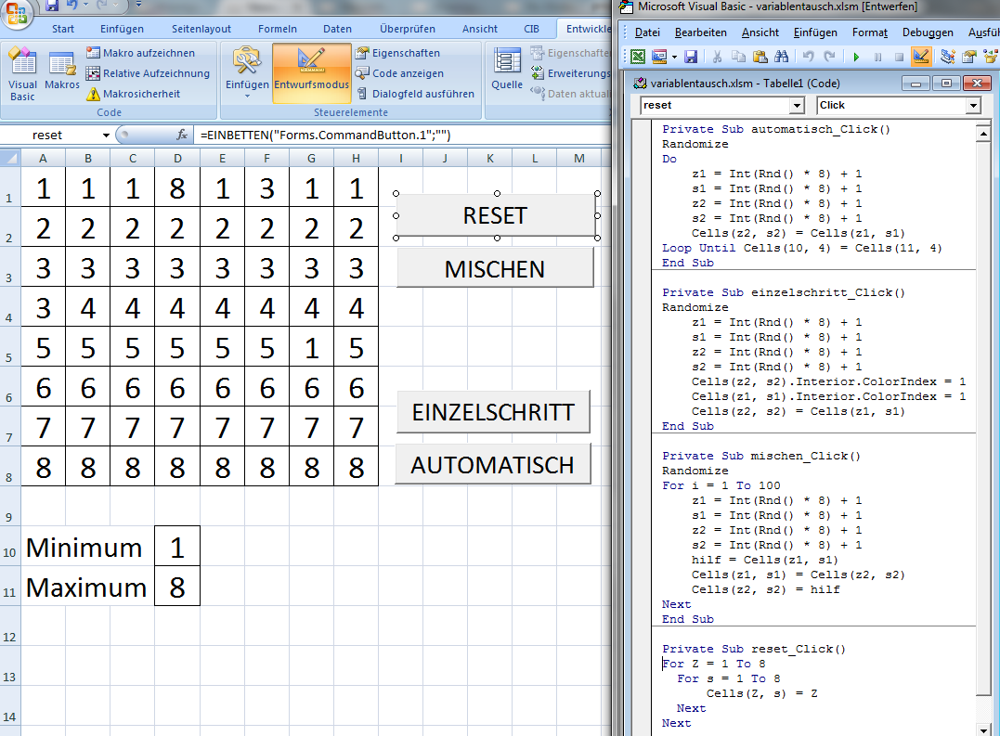 Start Einfügen Seitenlayout Formeln Daten Überprüfen Ansicht CIB Entwickle
Visual Basic
Makros
Makro aufzeichnen
Relative Aufzeichnung
Makrosicherheit
Code
Einfügen
Entwurfsmodus
Eigenschaften
Code anzeigen
Dialogfeld ausführen
Steuerelemente
Quelle
Eigenschafte
Erweiterungs
Daten aktua
reset
fx
=EINBETTEN("Forms.CommandButton.1";"")
A B C D E F G H I J K L M
1 1 1 1 8 1 3 1 1
2 2 2 2 2 2 2 2 2
3 3 3 3 3 3 3 3 3
4 3 4 4 4 4 4 4 4
5 5 5 5 5 5 5 1 5
6 6 6 6 6 6 6 6 6
7 7 7 7 7 7 7 7 7
8 8 8 8 8 8 8 8 8
9
10 Minimum 1
11 Maximum 8
12
13
14
RESET
MISCHEN
EINZELSCHRITT
AUTOMATISCH
Microsoft Visual Basic - variablentausch.xlsm [Entwerfen]
Datei Bearbeiten Ansicht Einfügen Format Debuggen Ausfüh
variablentausch.xlsm - Tabelle1 (Code)
reset
Click
Private Sub automatisch_Click()
Randomize
Do
z1 = Int(Rnd() * 8) + 1
s1 = Int(Rnd() * 8) + 1
z2 = Int(Rnd() * 8) + 1
s2 = Int(Rnd() * 8) + 1
Cells(z2, s2) = Cells(z1, s1)
Loop Until Cells(10, 4) = Cells(11, 4)
End Sub
Private Sub einzelschritt_Click()
Randomize
z1 = Int(Rnd() * 8) + 1
s1 = Int(Rnd() * 8) + 1
z2 = Int(Rnd() * 8) + 1
s2 = Int(Rnd() * 8) + 1
Cells(z2, s2).Interior.ColorIndex = 1
Cells(z1, s1).Interior.ColorIndex = 1
Cells(z2, s2) = Cells(z1, s1)
End Sub
Private Sub mischen_Click()
Randomize
For i = 1 To 100
z1 = Int(Rnd() * 8) + 1
s1 = Int(Rnd() * 8) + 1
z2 = Int(Rnd() * 8) + 1
s2 = Int(Rnd() * 8) + 1
hilf = Cells(z1, s1)
Cells(z1, s1) = Cells(z2, s2)
Cells(z2, s2) = hilf
Next
End Sub
Private Sub reset_Click()
For Z = 1 To 8
For s = 1 To 8
Cells(Z, s) = Z
Next
Next